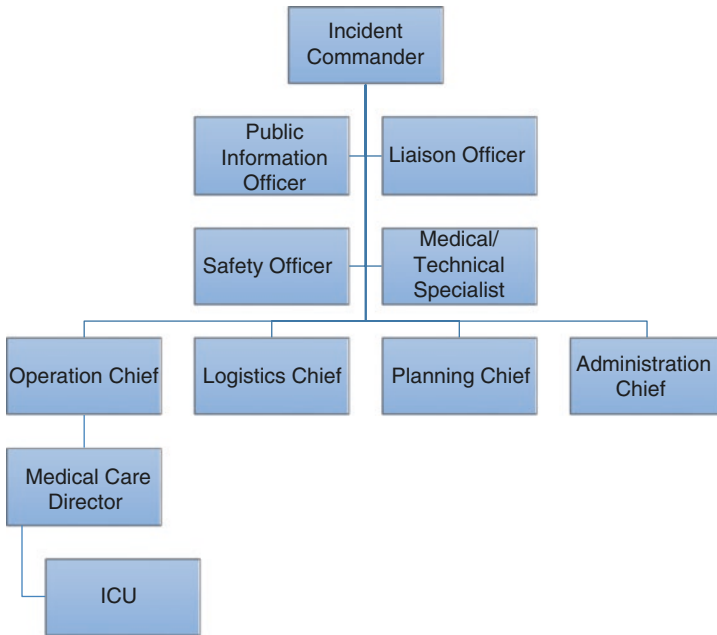 Incident
Commander
Public
Information
Officer
Liaison Officer
Safety Officer
Medical/
Technical
Specialist
Operation Chief
Logistics Chief
Planning Chief
Administration
Chief
Medical Care
Director
ICU